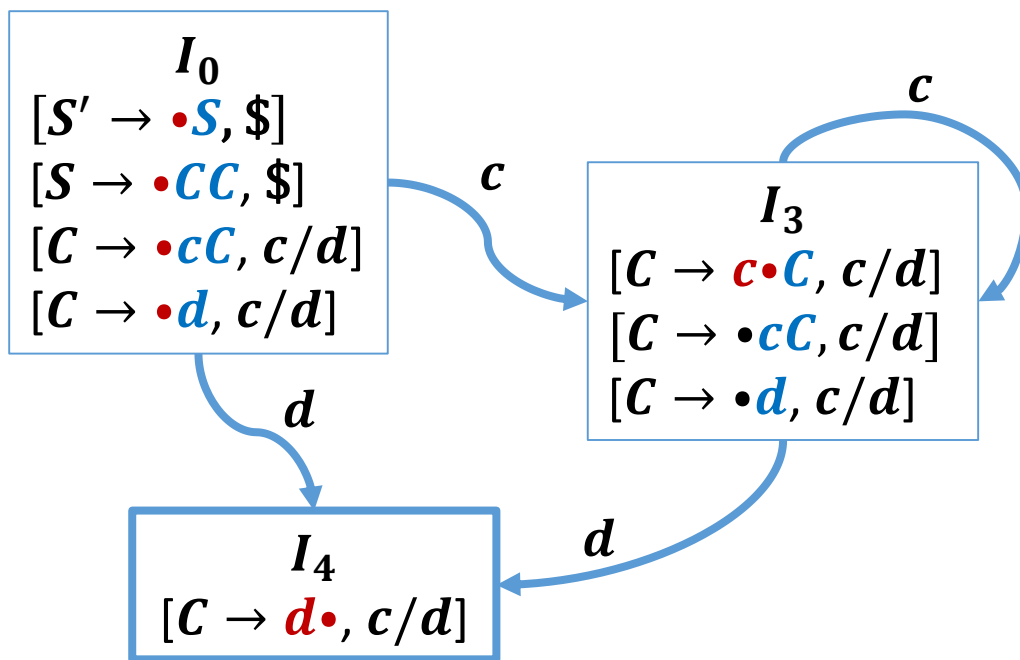 I₀
[S′ → •S, $]
[S → •CC, $]
[C → •cC, c/d]
[C → •d, c/d]
c
c
I₃
[C → c•C, c/d]
[C → •cC, c/d]
[C → •d, c/d]
d
d
I₄
[C → d•, c/d]